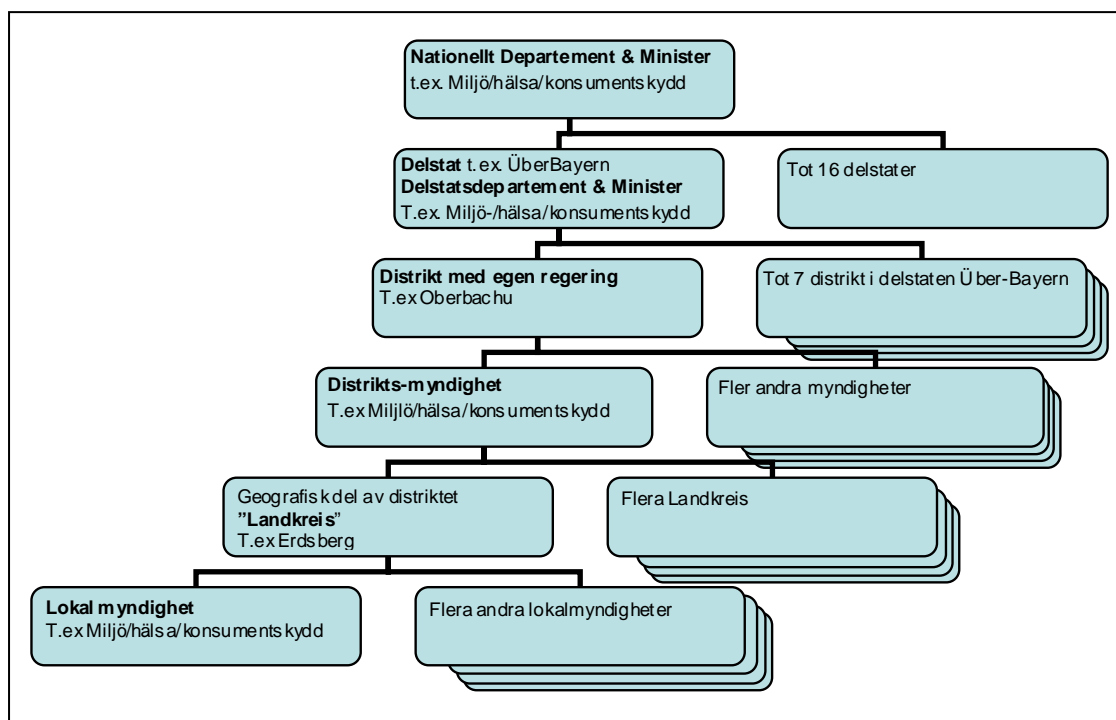 Nationellt Departement & Minister
t.ex. Miljö/hälsa/konsumentskydd
Delstat t.ex. ÜberBayern
Delstatsdepartement & Minister
T.ex. Miljö-/hälsa/konsumentskydd
Tot 16 delstater
Distrikt med egen regering
T.ex Oberbachu
Tot 7 distrikt i delstaten Über-Bayern
Distrikts-myndighet
T.ex Miljlö/hälsa/konsumentskydd
Fler andra myndigheter
Geografisk del av distriktet
”Landkreis”
T.ex Erdsberg
Flera Landkreis
Lokal myndighet
T.ex Miljö/hälsa/konsumentskydd
Flera andra lokalmyndigheter